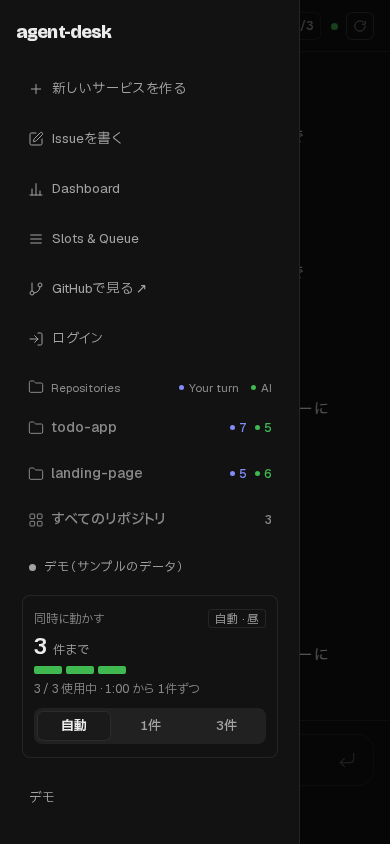 agent-desk
/3
新しいサービスを作る
Issueを書く
Dashboard
Slots & Queue
GitHubで見る ↗
ログイン
Repositories Your turn AI
ーに
todo-app 7 5
landing-page 5 6
すべてのリポジトリ 3
デモ（サンプルのデータ）
同時に動かす 自動 · 昼
3 件まで
ーに
3 / 3 使用中 · 1:00 から 1件ずつ
自動 1件 3件
デモ